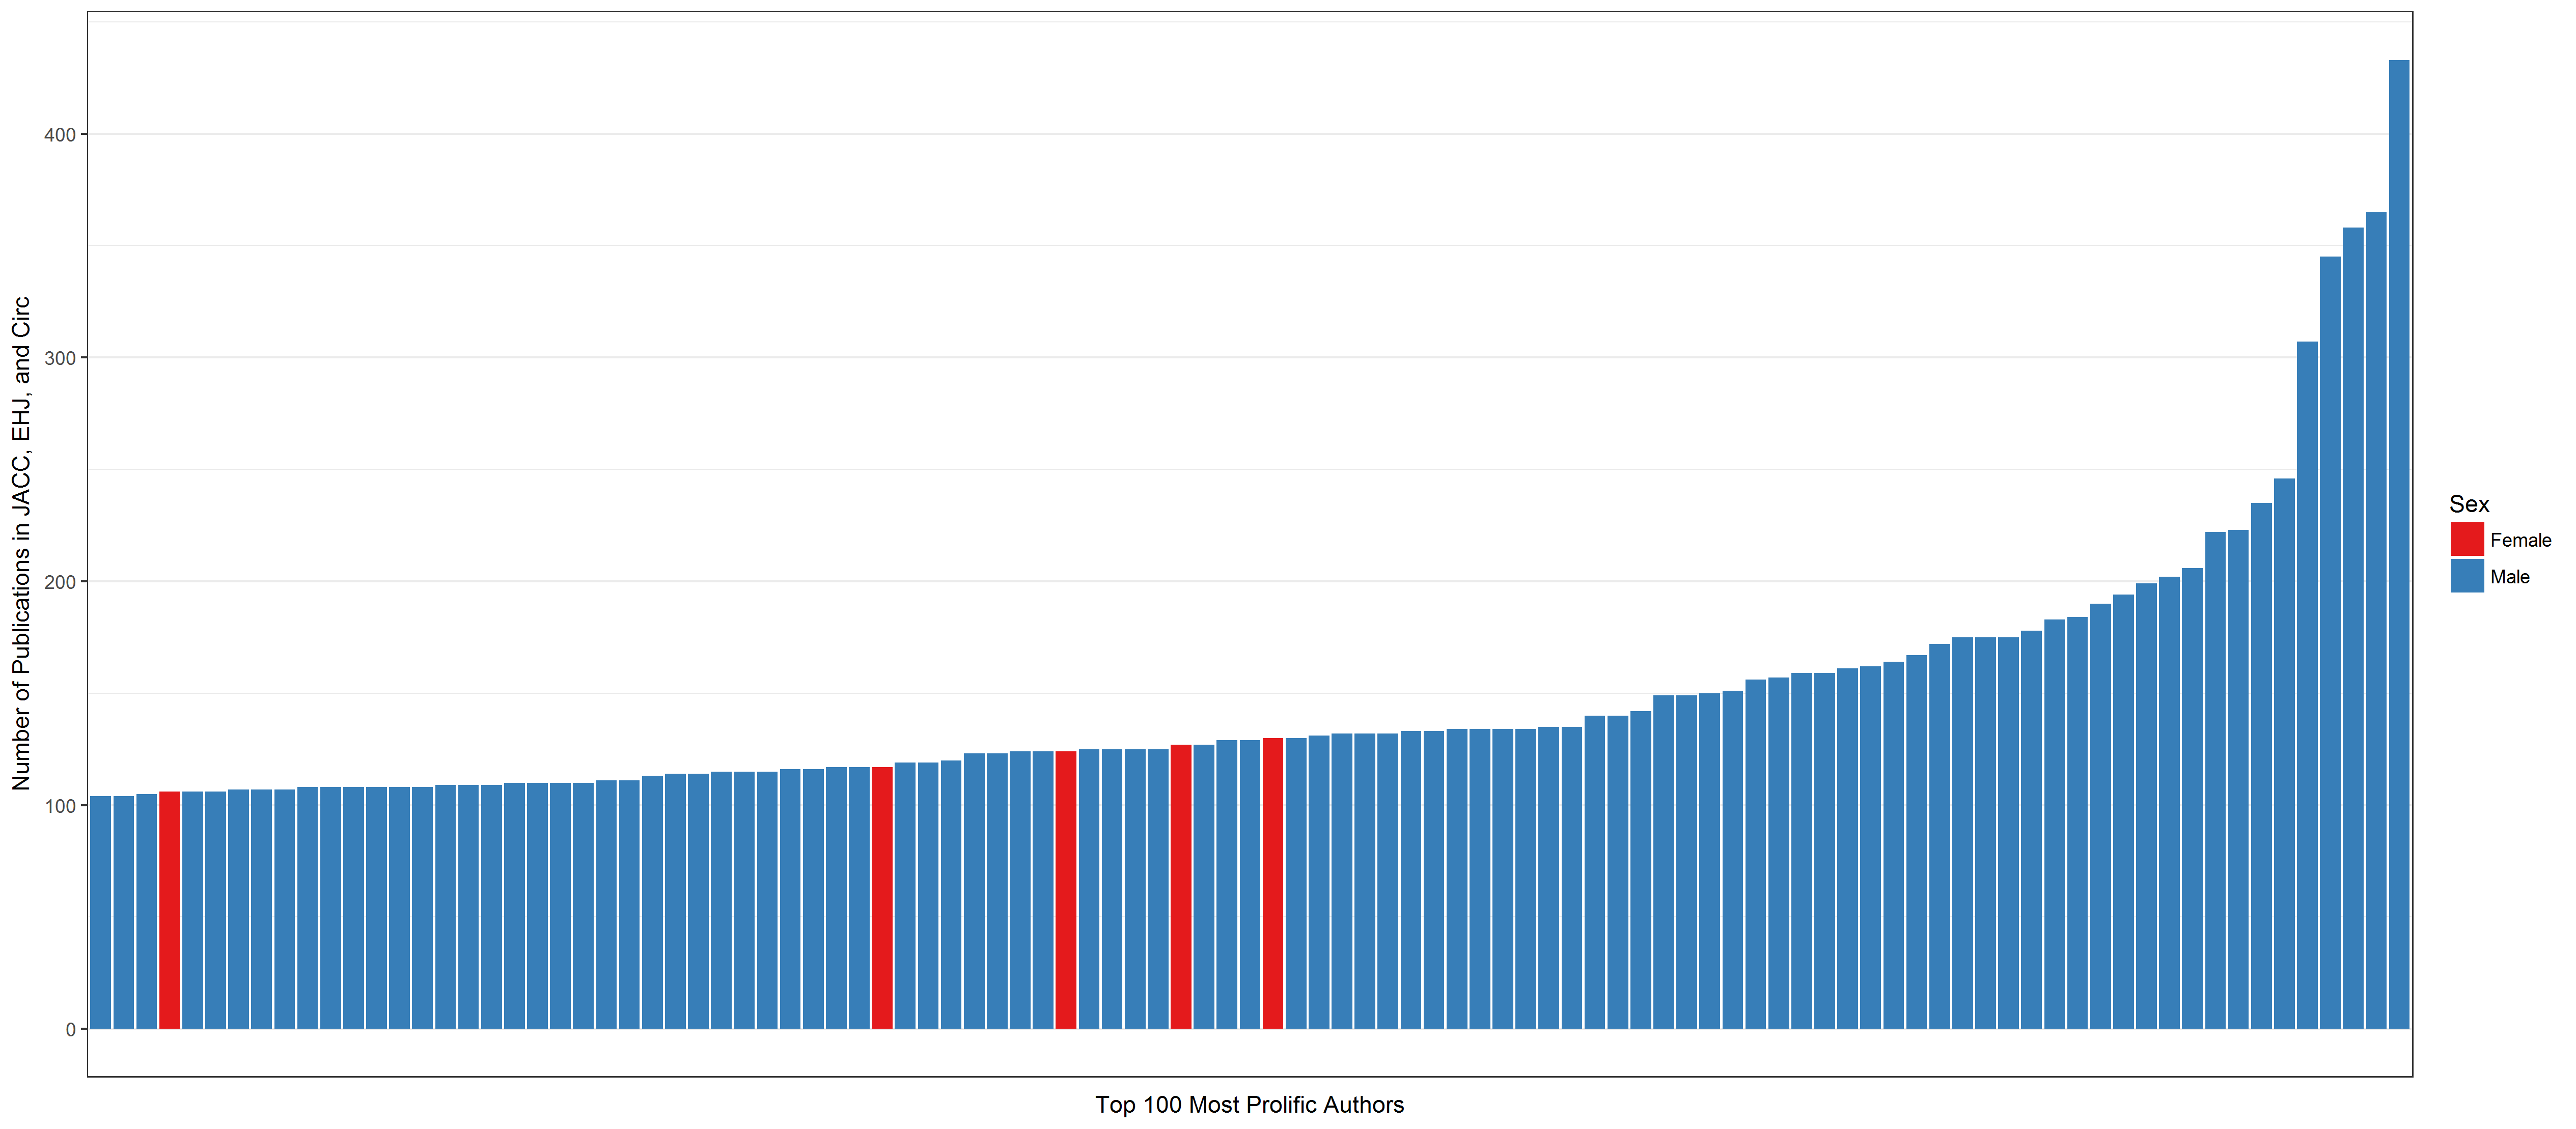 Number of Publications in JACC, EHJ, and Circ
400
300
200
100
0
Top 100 Most Prolific Authors
Sex
Female
Male